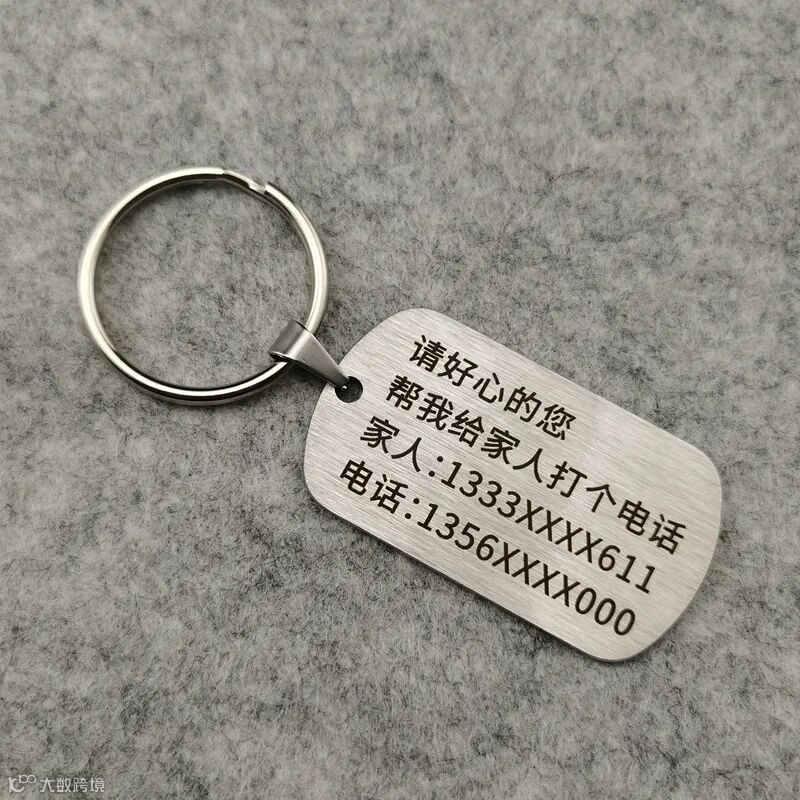 请好心的您
帮我给家人打个电话
家人:1333XXXX611
电话:1356XXXX000
大数跨境